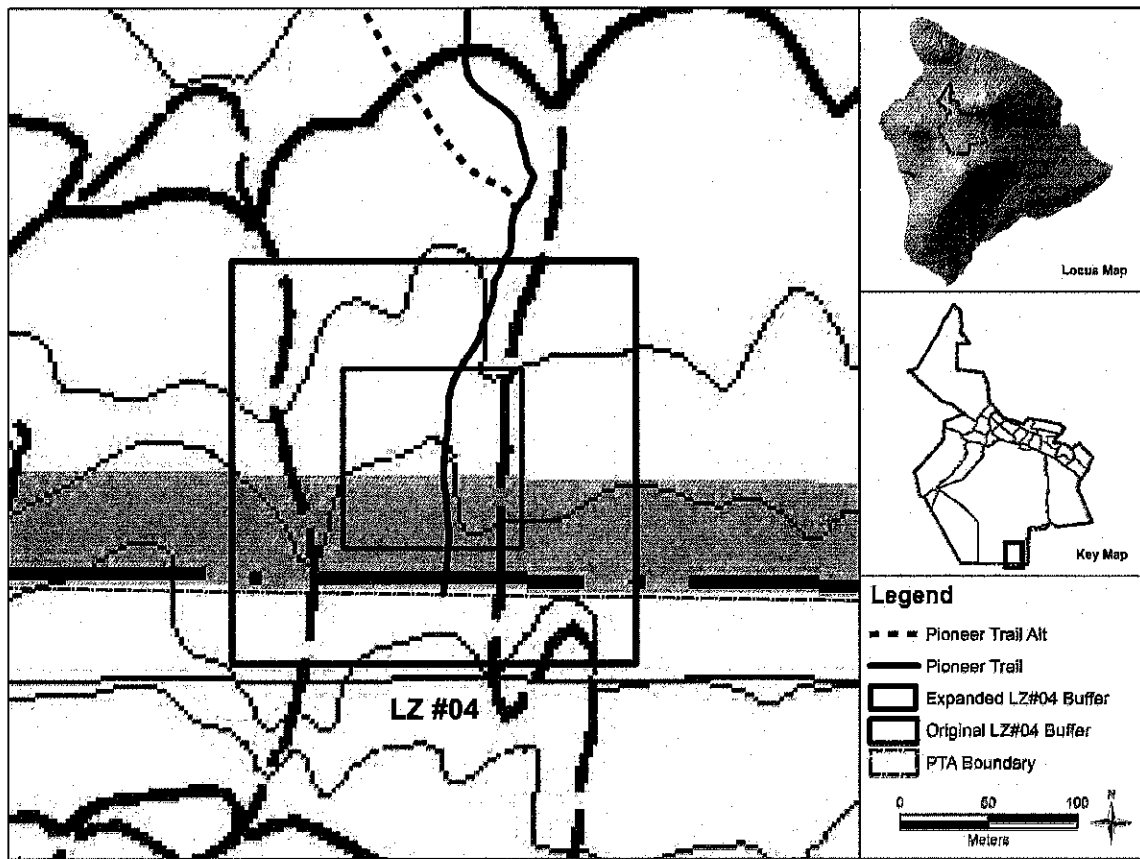 LZ #04
Locus Map
Key Map
Legend
Pioneer Trail Alt
Pioneer Trail
Expanded LZ#04 Buffer
Original LZ#04 Buffer
PTA Boundary
0 50 100
Meters
N